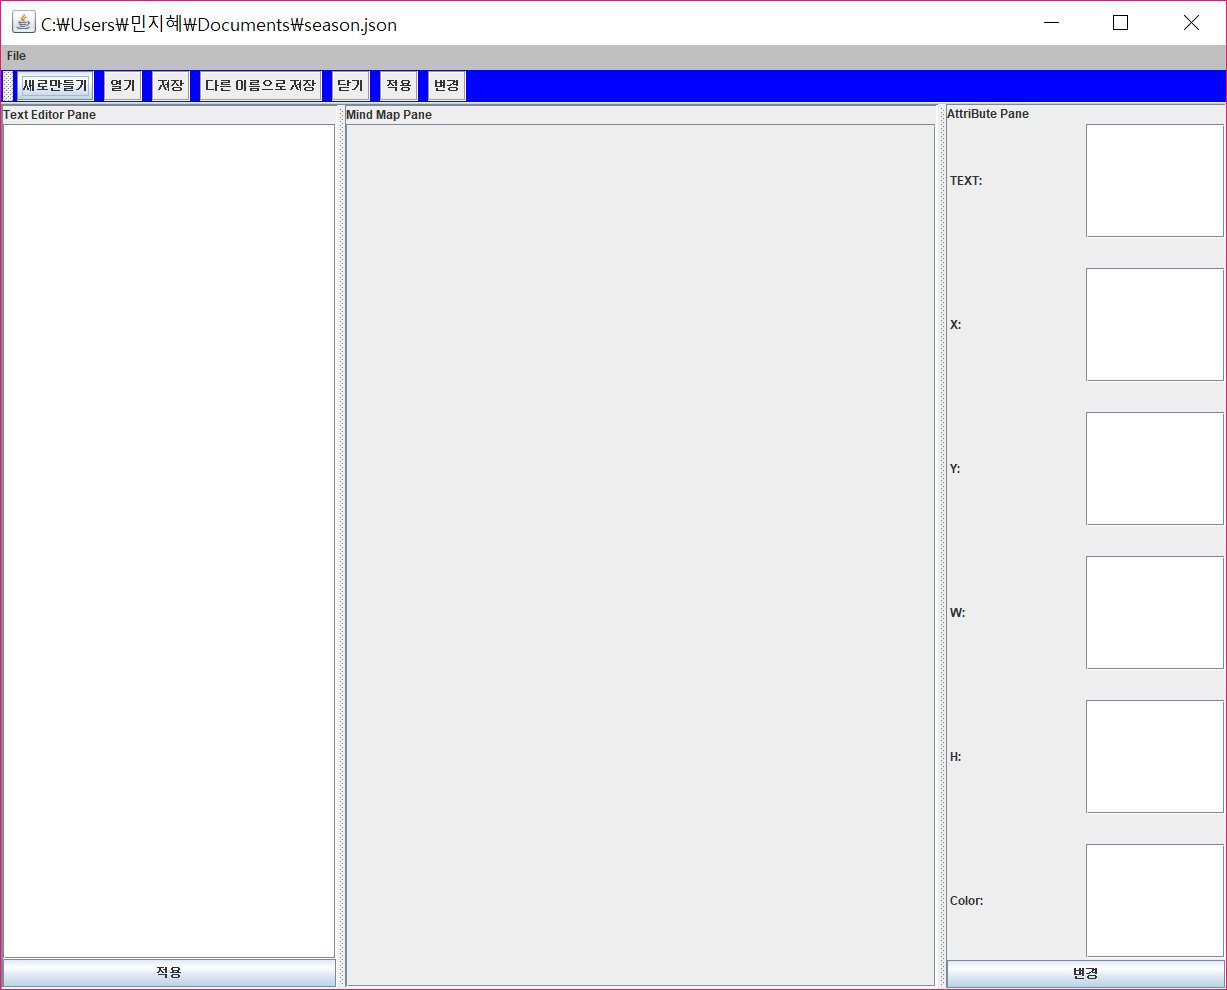 C:₩Users₩민지혜₩Documents₩season.json
File
새로만들기 열기 저장 다른 이름으로 저장 닫기 적용 변경
Text Editor Pane
Mind Map Pane
AttriBute Pane
TEXT:
X:
Y:
W:
H:
Color:
적용
변경